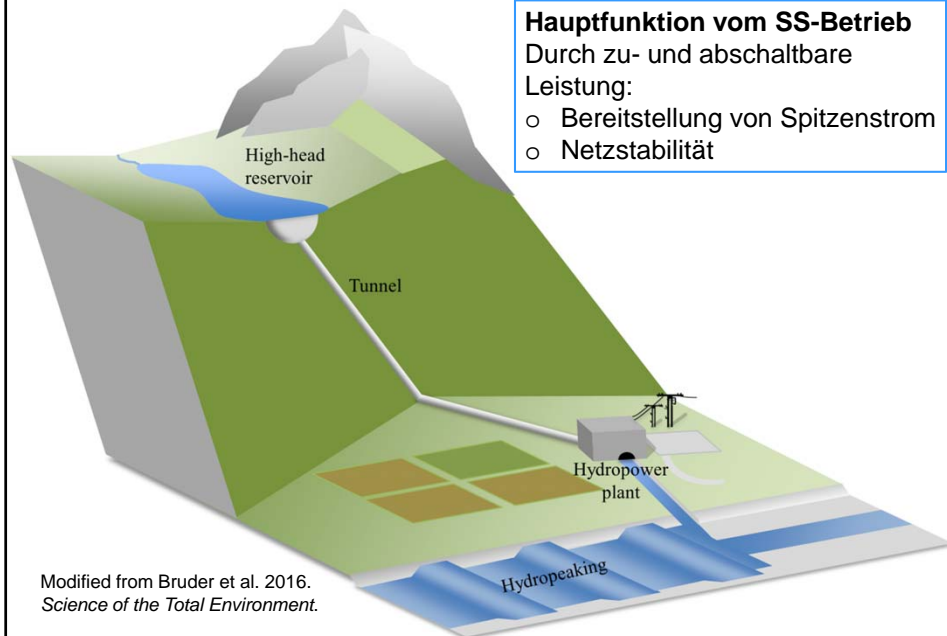 Hauptfunktion vom SS-Betrieb
Durch zu- und abschaltbare
Leistung:
o Bereitstellung von Spitzenstrom
o Netzstabilität
High-head
reservoir
Tunnel
Hydropower
plant
Hydropeaking
Modified from Bruder et al. 2016.
Science of the Total Environment.